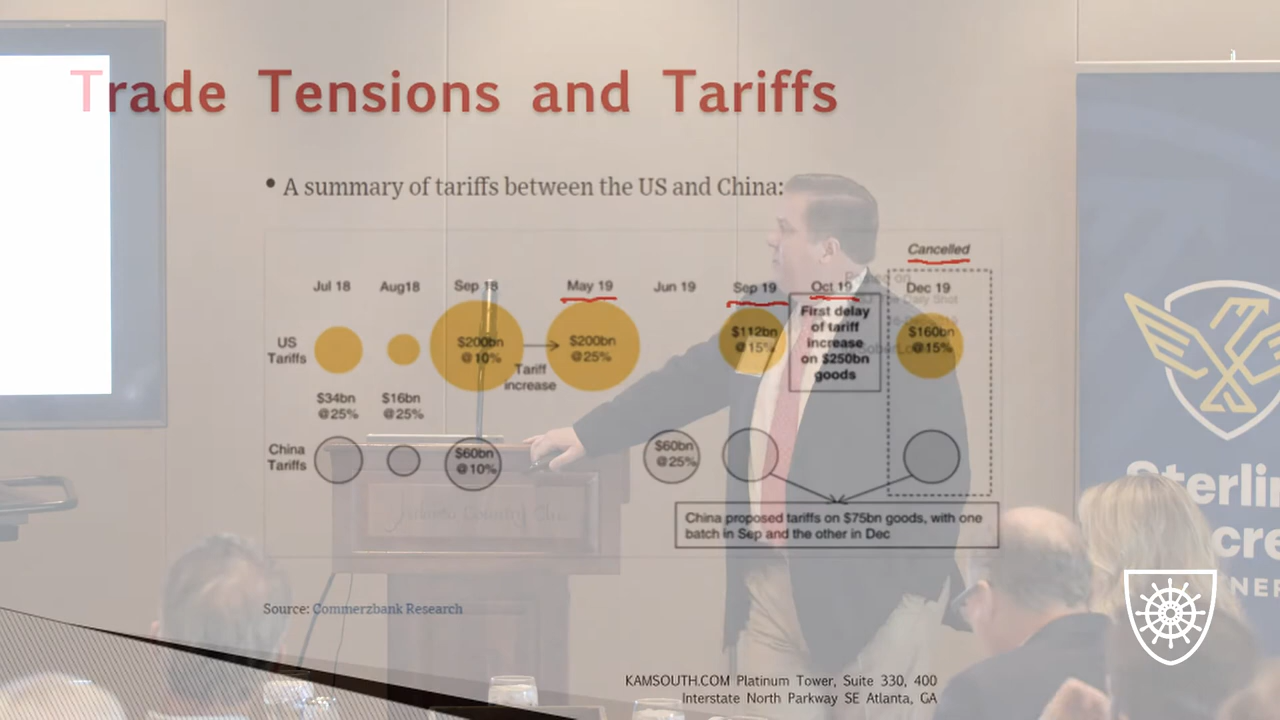 Trade Tensions and Tariffs
• A summary of tariffs between the US and China:
Cancelled
Jul 18 Aug18 Sep 18 May 19 Jun 19 Sep 19 Oct 19 Dec 19
US
Tariffs
$200bn
@10%
$200bn
@25%
Tariff
increase
$112bn
@15%
First delay
of tariff
increase
on $250bn
goods
$160bn
@15%
$34bn
@25%
$16bn
@25%
China
Tariffs
$60bn
@10%
$60bn
@25%
China proposed tariffs on $75bn goods, with one
batch in Sep and the other in Dec
Source: Commerzbank Research
KAMSOUTH.COM Platinum Tower, Suite 330, 400
Interstate North Parkway SE Atlanta, GA